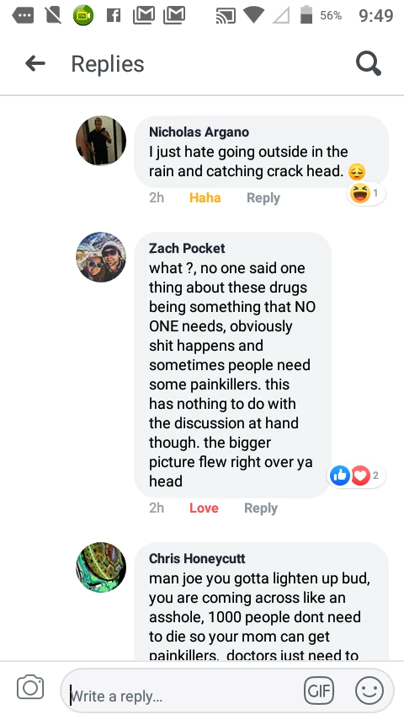 56% 9:49
Replies
Nicholas Argano
I just hate going outside in the
rain and catching crack head. 😔
2h Haha Reply 1
Zach Pocket
what ?, no one said one
thing about these drugs
being something that NO
ONE needs, obviously
shit happens and
sometimes people need
some painkillers. this
has nothing to do with
the discussion at hand
though. the bigger
picture flew right over ya
head
2
2h Love Reply
Chris Honeycutt
man joe you gotta lighten up bud,
you are coming across like an
asshole, 1000 people dont need
to die so your mom can get
painkillers, doctors just need to
Write a reply...
GIF